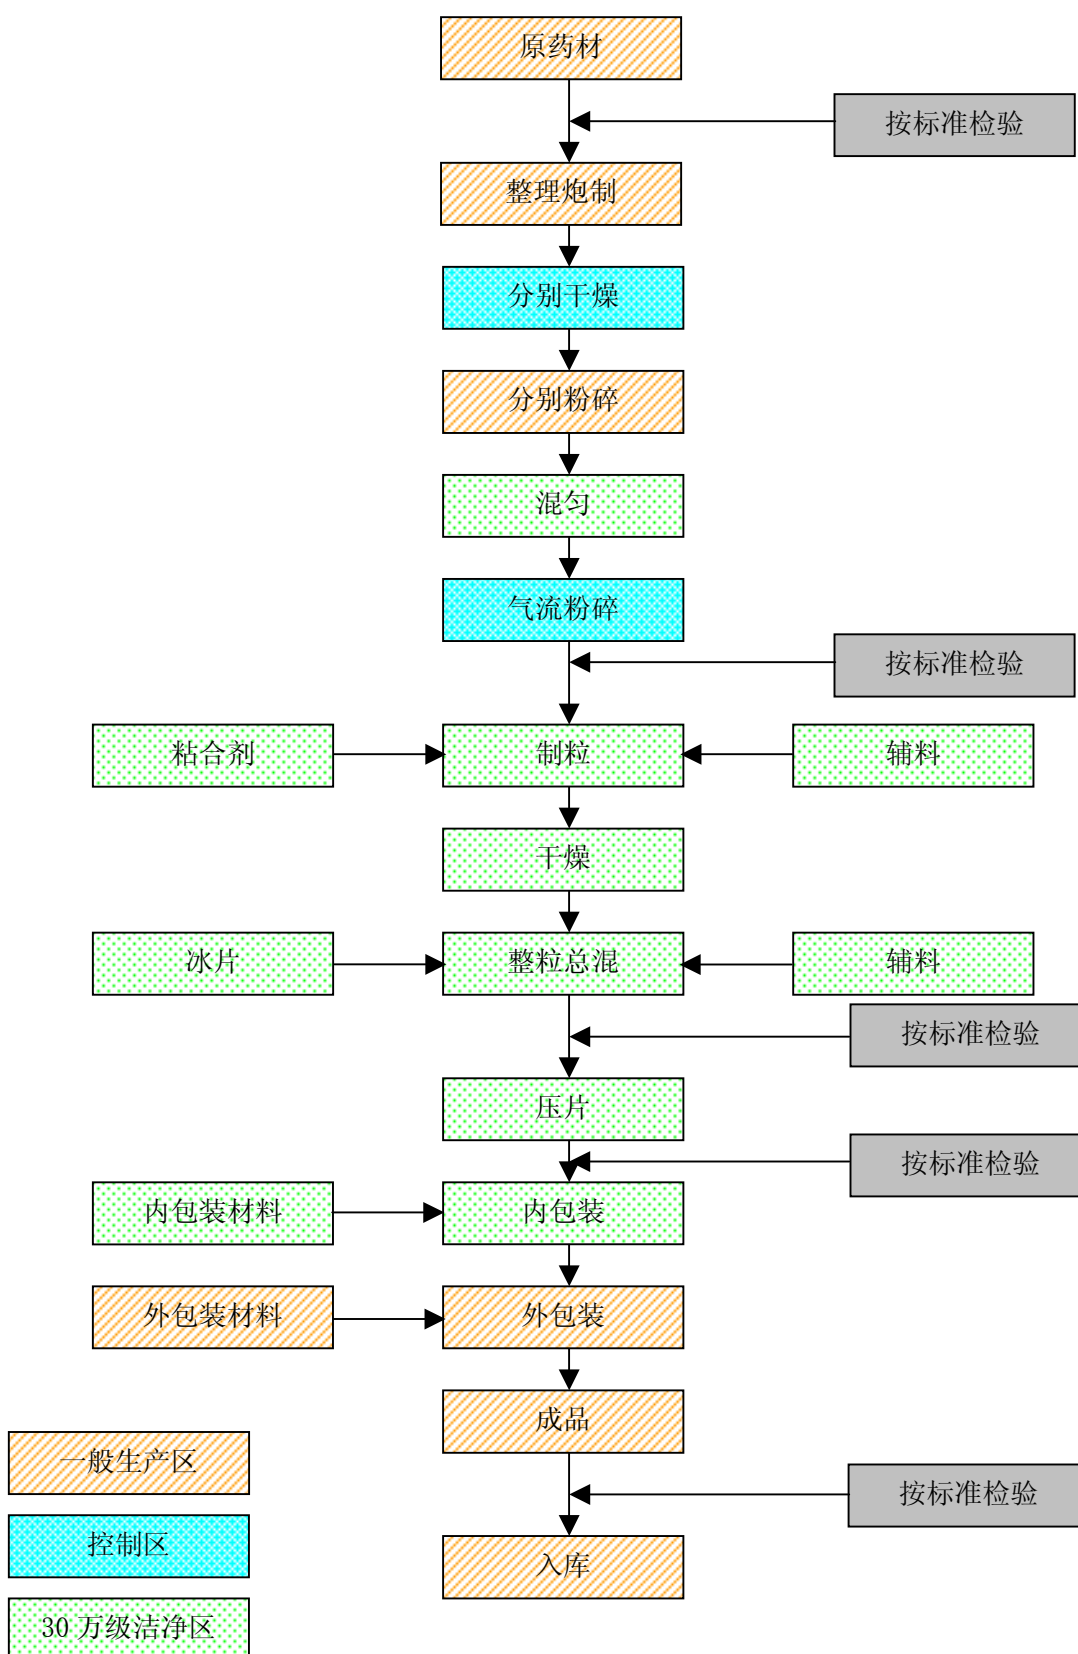 原药材
按标准检验
整理炮制
分别干燥
分别粉碎
混匀
气流粉碎
按标准检验
粘合剂
制粒
辅料
干燥
冰片
整粒总混
辅料
按标准检验
压片
按标准检验
内包装材料
内包装
外包装材料
外包装
成品
一般生产区
按标准检验
控制区
入库
30 万级洁净区